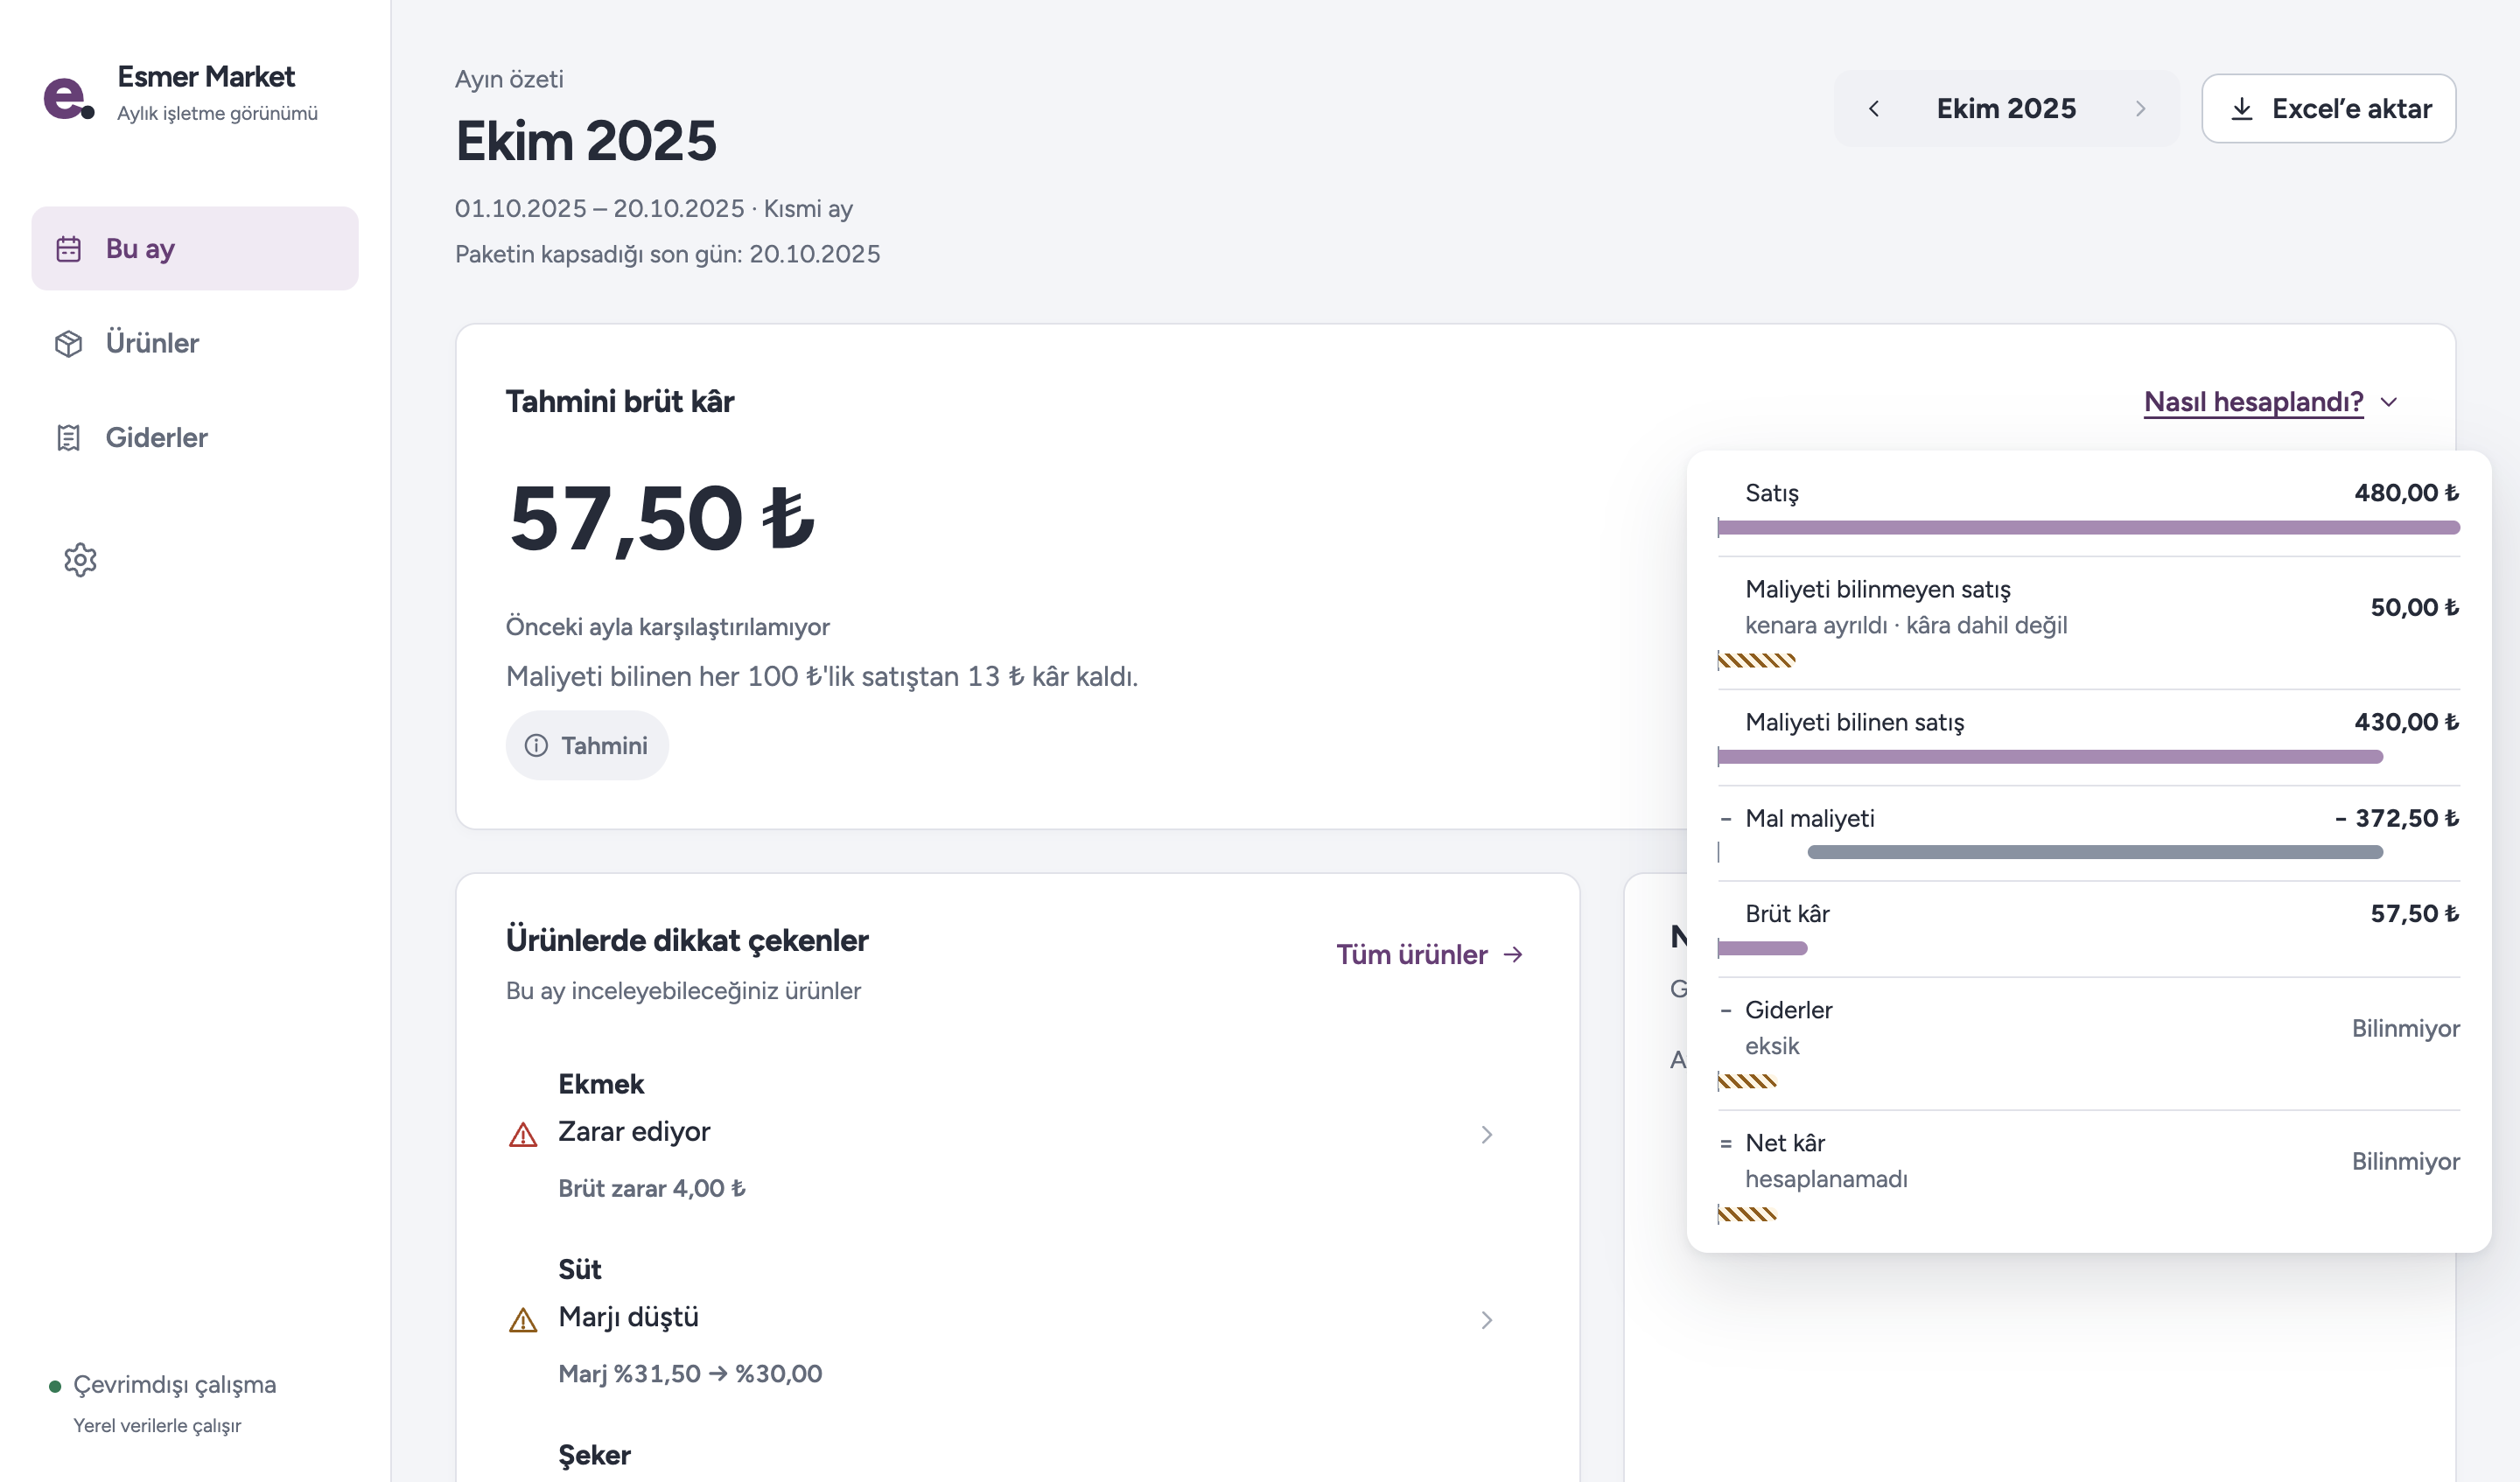 Esmer Market
Aylık işletme görünümü
Bu ay
Ürünler
Giderler
Çevrimdışı çalışma
Yerel verilerle çalışır
Ayın özeti
Ekim 2025
01.10.2025 – 20.10.2025 · Kısmi ay
Paketin kapsadığı son gün: 20.10.2025
Ekim 2025
Excel’e aktar
Tahmini brüt kâr
Nasıl hesaplandı?
57,50 ₺
Önceki ayla karşılaştırılamıyor
Maliyeti bilinen her 100 ₺'lik satıştan 13 ₺ kâr kaldı.
Tahmini
Satış 480,00 ₺
Maliyeti bilinmeyen satış
kenara ayrıldı · kâra dahil değil
50,00 ₺
Maliyeti bilinen satış 430,00 ₺
− Mal maliyeti − 372,50 ₺
Brüt kâr 57,50 ₺
− Giderler
eksik
Bilinmiyor
= Net kâr
hesaplanamadı
Bilinmiyor
Ürünlerde dikkat çekenler
Bu ay inceleyebileceğiniz ürünler
Tüm ürünler →
Ekmek
Zarar ediyor
Brüt zarar 4,00 ₺
Süt
Marjı düştü
Marj %31,50 → %30,00
Şeker